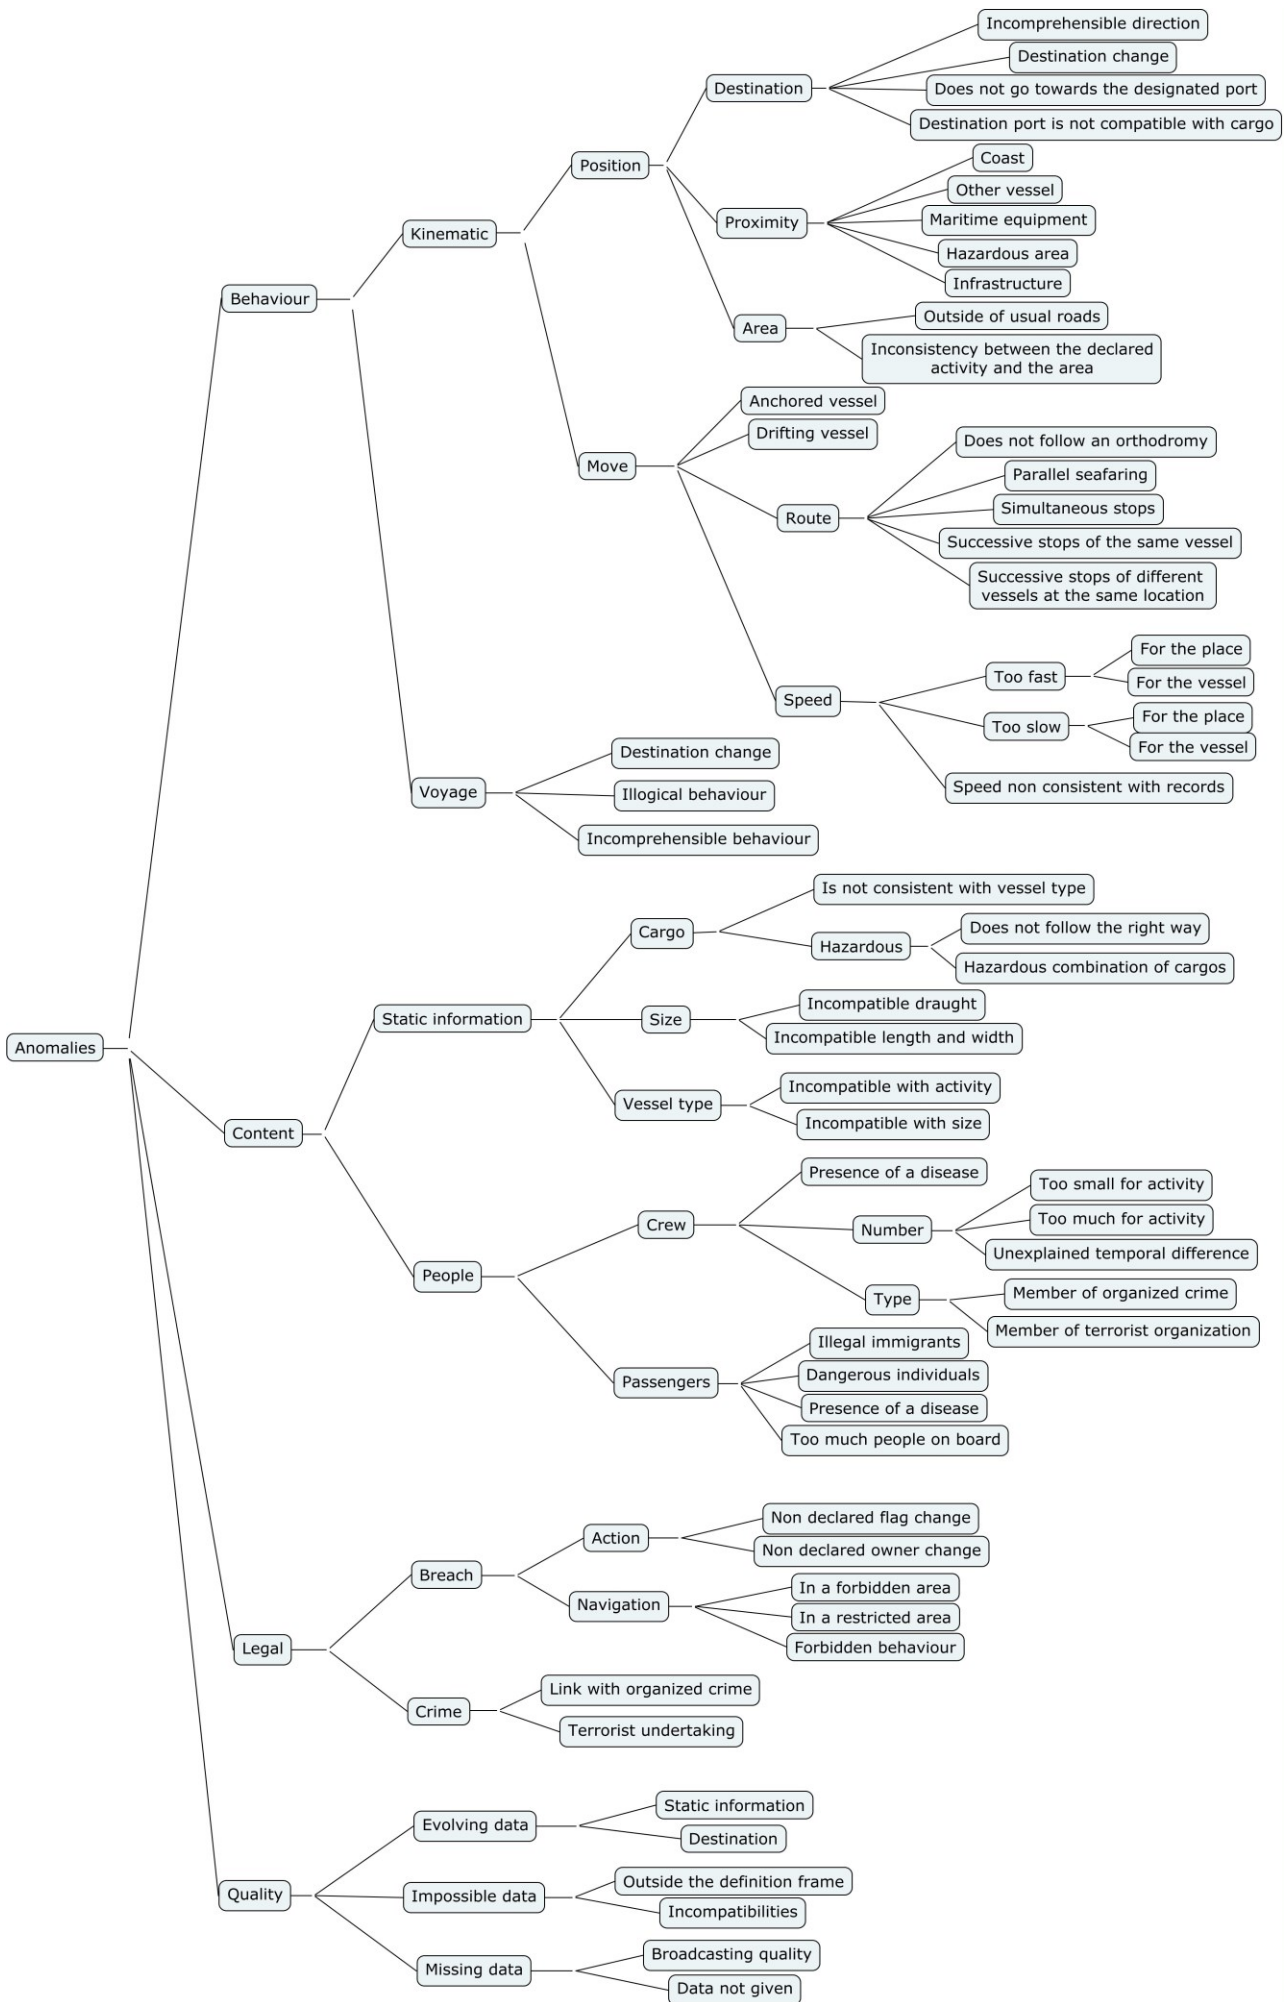 Incomprehensible direction
Destination change
Destination
Does not go towards the designated port
Destination port is not compatible with cargo
Position
Coast
Other vessel
Proximity
Maritime equipment
Kinematic
Hazardous area
Infrastructure
Behaviour
Outside of usual roads
Area
Inconsistency between the declared
activity and the area
Anchored vessel
Drifting vessel
Does not follow an orthodromy
Move
Parallel seafaring
Simultaneous stops
Route
Successive stops of the same vessel
Successive stops of different
vessels at the same location
For the place
Too fast
For the vessel
Speed
For the place
Too slow
For the vessel
Destination change
Speed non consistent with records
Voyage
Illogical behaviour
Incomprehensible behaviour
Is not consistent with vessel type
Cargo
Does not follow the right way
Hazardous
Hazardous combination of cargos
Static information
Incompatible draught
Size
Incompatible length and width
Anomalies
Incompatible with activity
Vessel type
Incompatible with size
Content
Presence of a disease
Too small for activity
Crew
Number
Too much for activity
Unexplained temporal difference
People
Member of organized crime
Type
Member of terrorist organization
Illegal immigrants
Passengers
Dangerous individuals
Presence of a disease
Too much people on board
Non declared flag change
Action
Non declared owner change
Breach
In a forbidden area
Navigation
In a restricted area
Forbidden behaviour
Legal
Link with organized crime
Crime
Terrorist undertaking
Static information
Evolving data
Destination
Outside the definition frame
Quality
Impossible data
Incompatibilities
Broadcasting quality
Missing data
Data not given